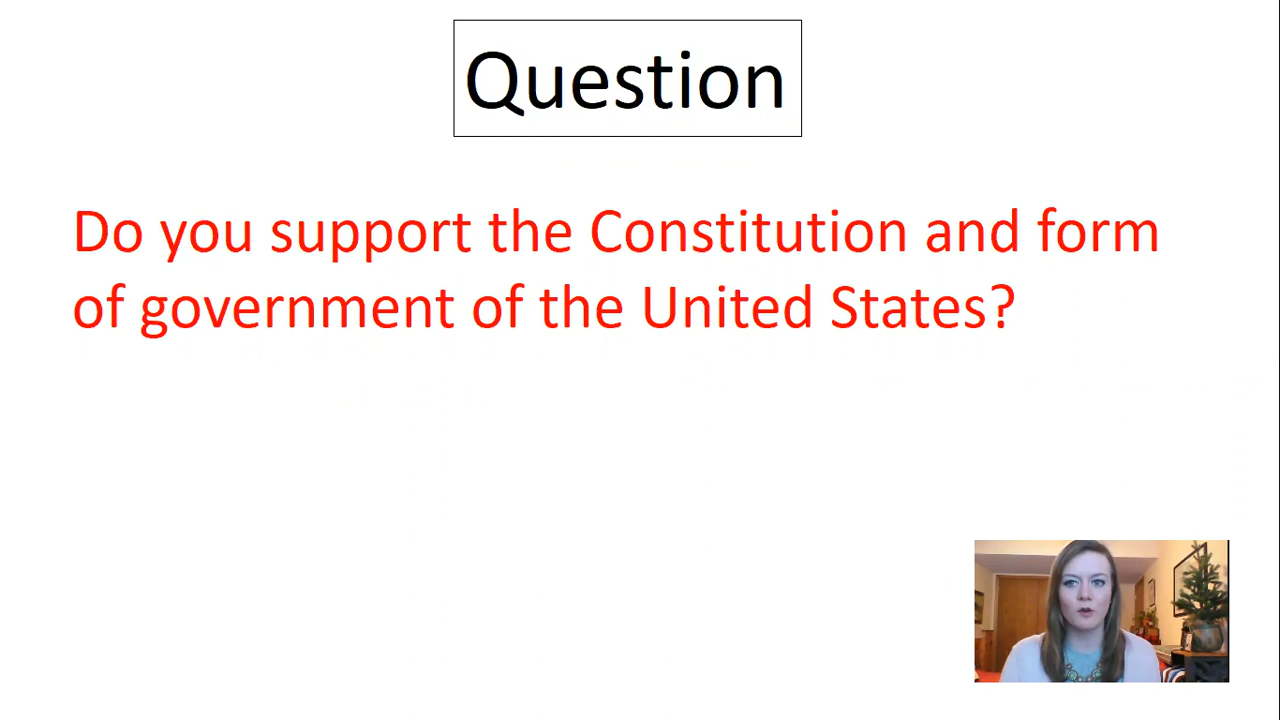 Question
Do you support the Constitution and form
of government of the United States?